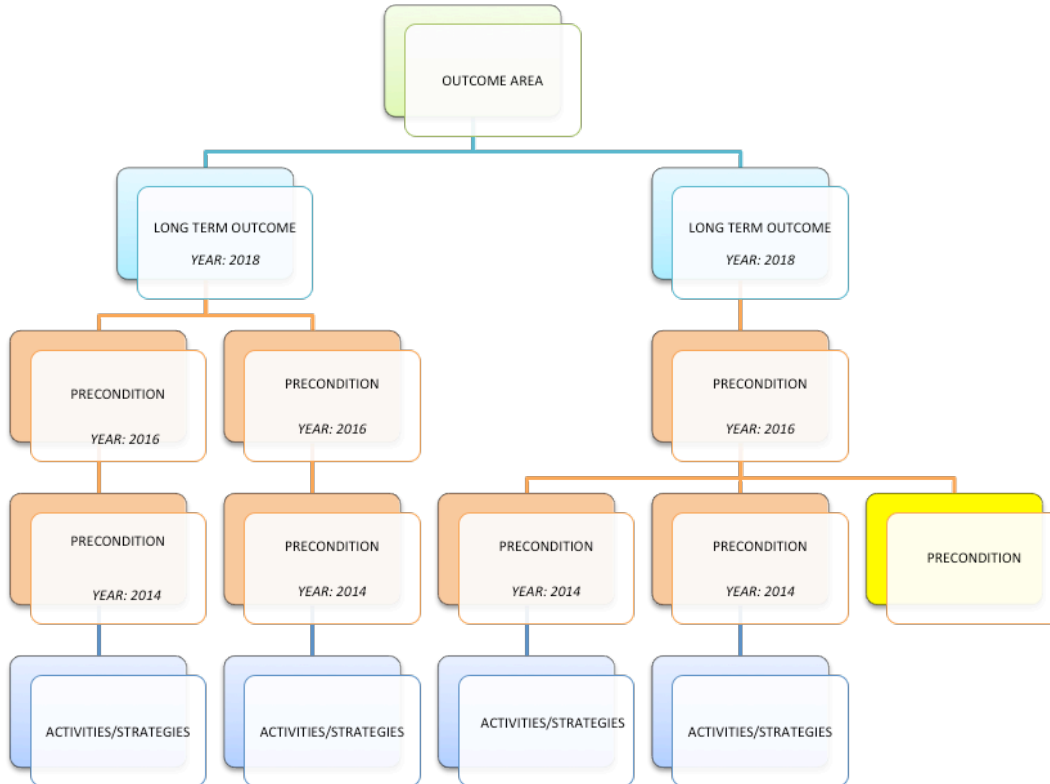 OUTCOME AREA
LONG TERM OUTCOME
YEAR: 2018
LONG TERM OUTCOME
YEAR: 2018
PRECONDITION
YEAR: 2016
PRECONDITION
YEAR: 2016
PRECONDITION
YEAR: 2016
PRECONDITION
YEAR: 2014
PRECONDITION
YEAR: 2014
PRECONDITION
YEAR: 2014
PRECONDITION
YEAR: 2014
PRECONDITION
ACTIVITIES/STRATEGIES
ACTIVITIES/STRATEGIES
ACTIVITIES/STRATEGIES
ACTIVITIES/STRATEGIES